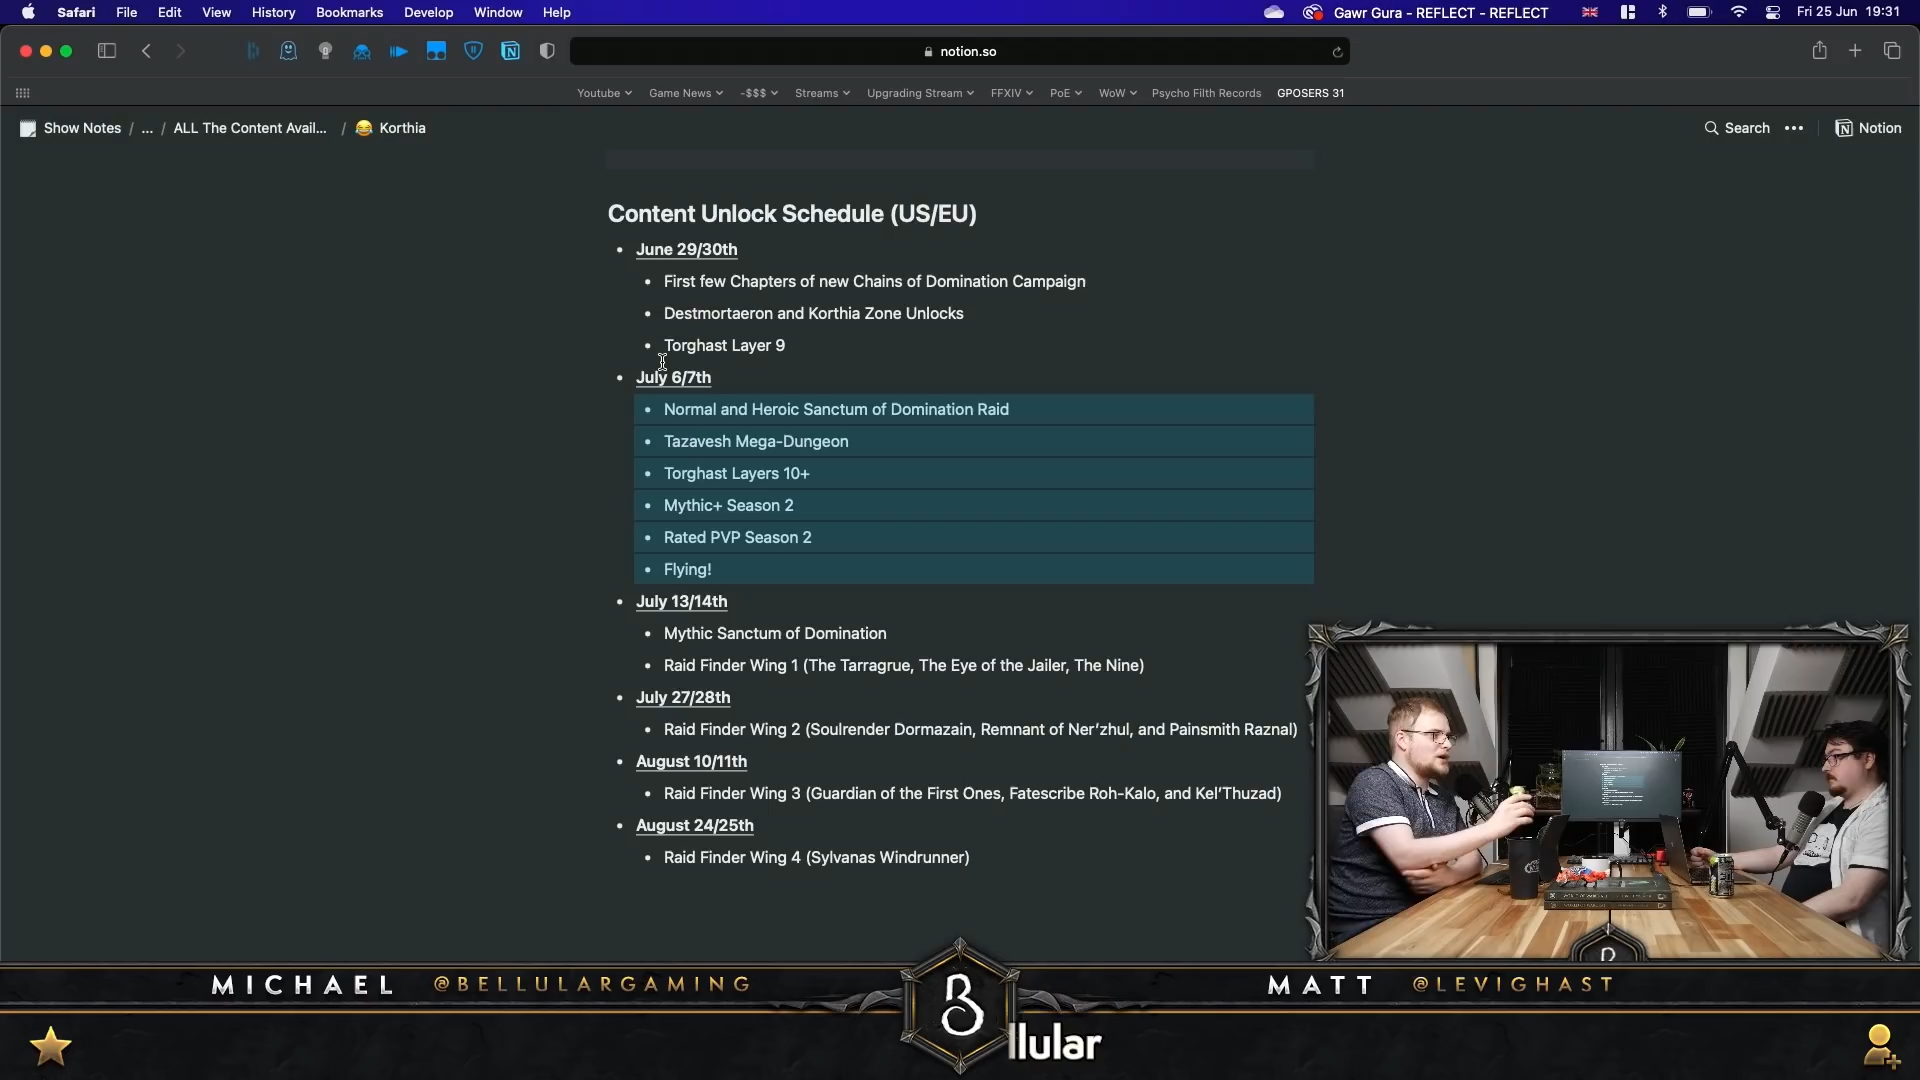 Safari File Edit View History Bookmarks Develop Window Help Gawr Gura - REFLECT - REFLECT Fri 25 Jun 19:31
notion.so
Youtube Game News -$$$ Streams Upgrading Stream FFXIV PoE WoW Psycho Filth Records GPOSERS 31
Show Notes / ... / ALL The Content Avail... / 😂 Korthia Search ••• Notion
Content Unlock Schedule (US/EU)
• June 29/30th
• First few Chapters of new Chains of Domination Campaign
• Destmortaeron and Korthia Zone Unlocks
• Torghast Layer 9
• July 6/7th
• Normal and Heroic Sanctum of Domination Raid
• Tazavesh Mega-Dungeon
• Torghast Layers 10+
• Mythic+ Season 2
• Rated PVP Season 2
• Flying!
• July 13/14th
• Mythic Sanctum of Domination
• Raid Finder Wing 1 (The Tarragrue, The Eye of the Jailer, The Nine)
• July 27/28th
• Raid Finder Wing 2 (Soulrender Dormazain, Remnant of Ner’zhul, and Painsmith Raznal)
• August 10/11th
• Raid Finder Wing 3 (Guardian of the First Ones, Fatescribe Roh-Kalo, and Kel’Thuzad)
• August 24/25th
• Raid Finder Wing 4 (Sylvanas Windrunner)
MICHAEL @BELLULARGAMING MATT @LEVIGHAST
B
llular